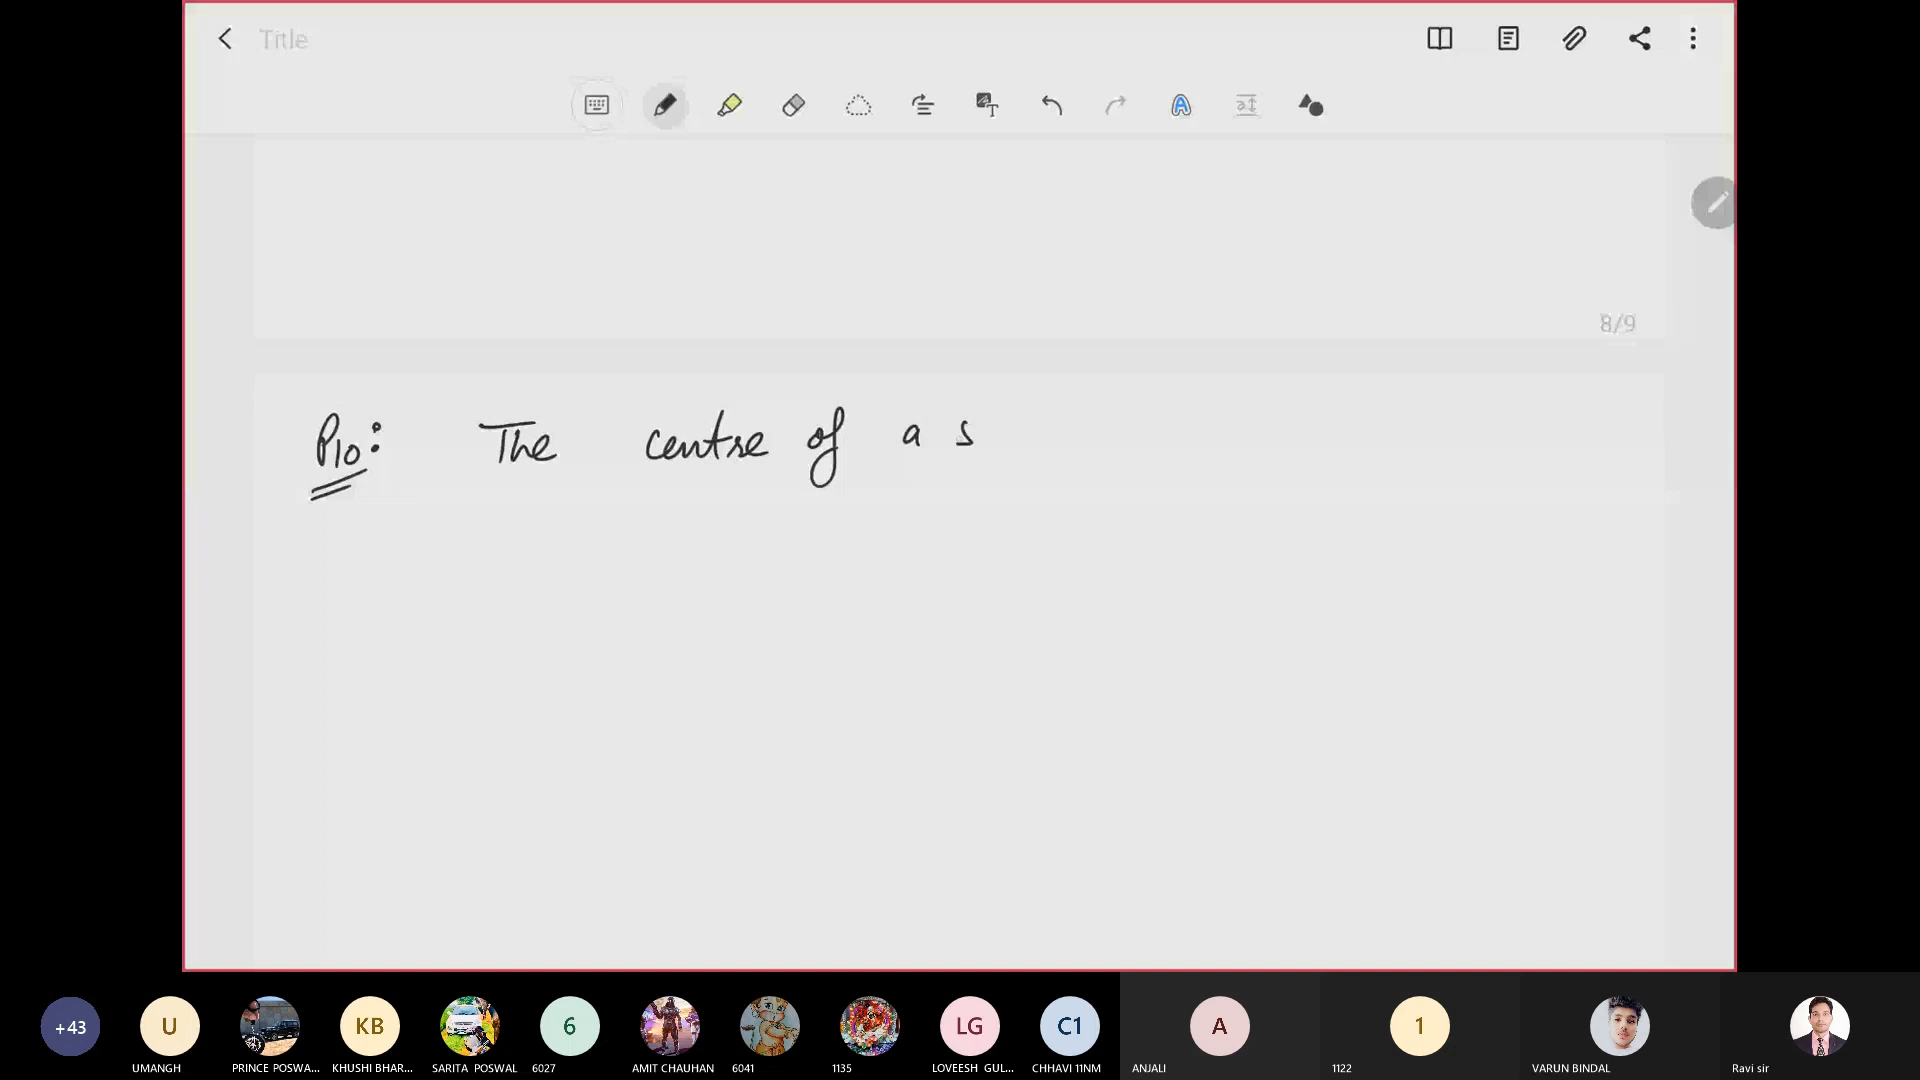 Title
8/9
P10: The centre of a s
+43 U KB 6 LG C1 A 1
UMANGH PRINCE POSWA... KHUSHI BHAR... SARITA POSWAL 6027 AMIT CHAUHAN 6041 1135 LOVEESH GUL... CHHAVI 11NM ANJALI 1122 VARUN BINDAL Ravi sir